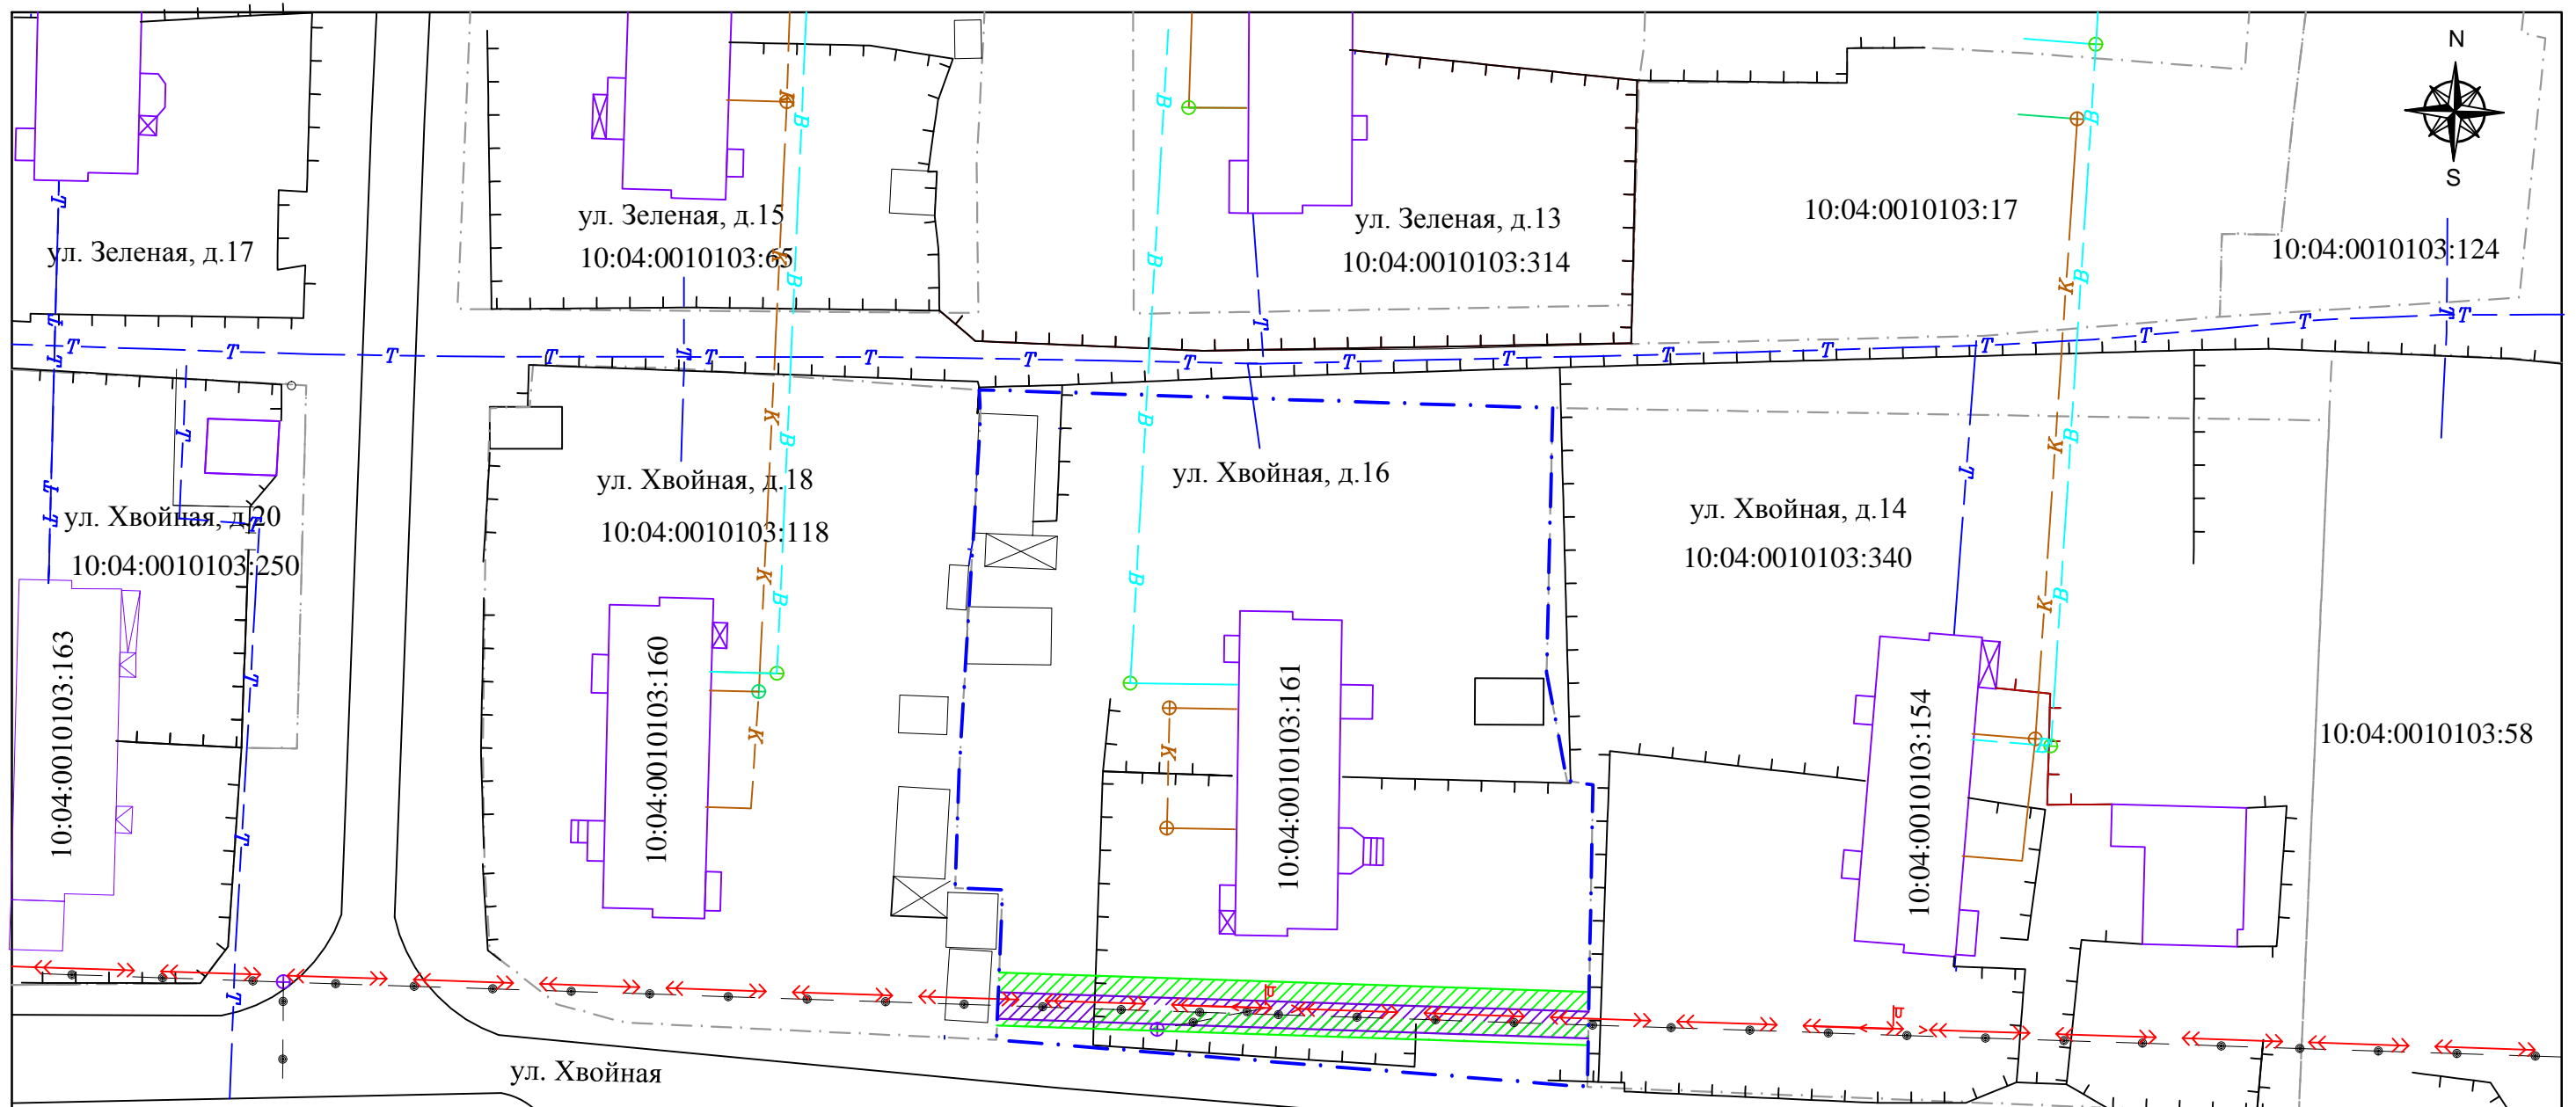 N
S
ул. Зеленая, д.17
ул. Зеленая, д.15
10:04:0010103:65
ул. Зеленая, д.13
10:04:0010103:314
10:04:0010103:17
10:04:0010103:124
ул. Хвойная, д.20
10:04:0010103:250
ул. Хвойная, д.18
10:04:0010103:118
ул. Хвойная, д.16
ул. Хвойная, д.14
10:04:0010103:340
10:04:0010103:163
10:04:0010103:160
10:04:0010103:161
10:04:0010103:154
10:04:0010103:58
ул. Хвойная